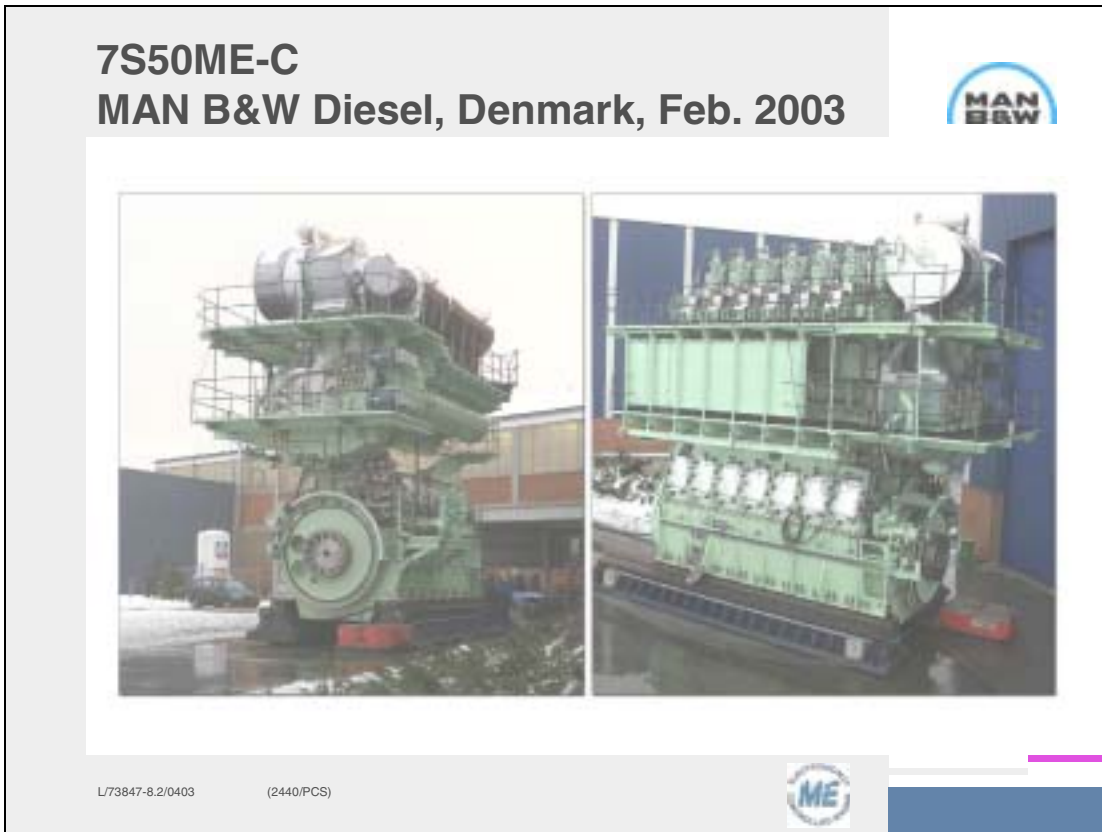 7S50ME-C
MAN B&W Diesel, Denmark, Feb. 2003
MAN
B&W
L/73847-8.2/0403 (2440/PCS)
ME